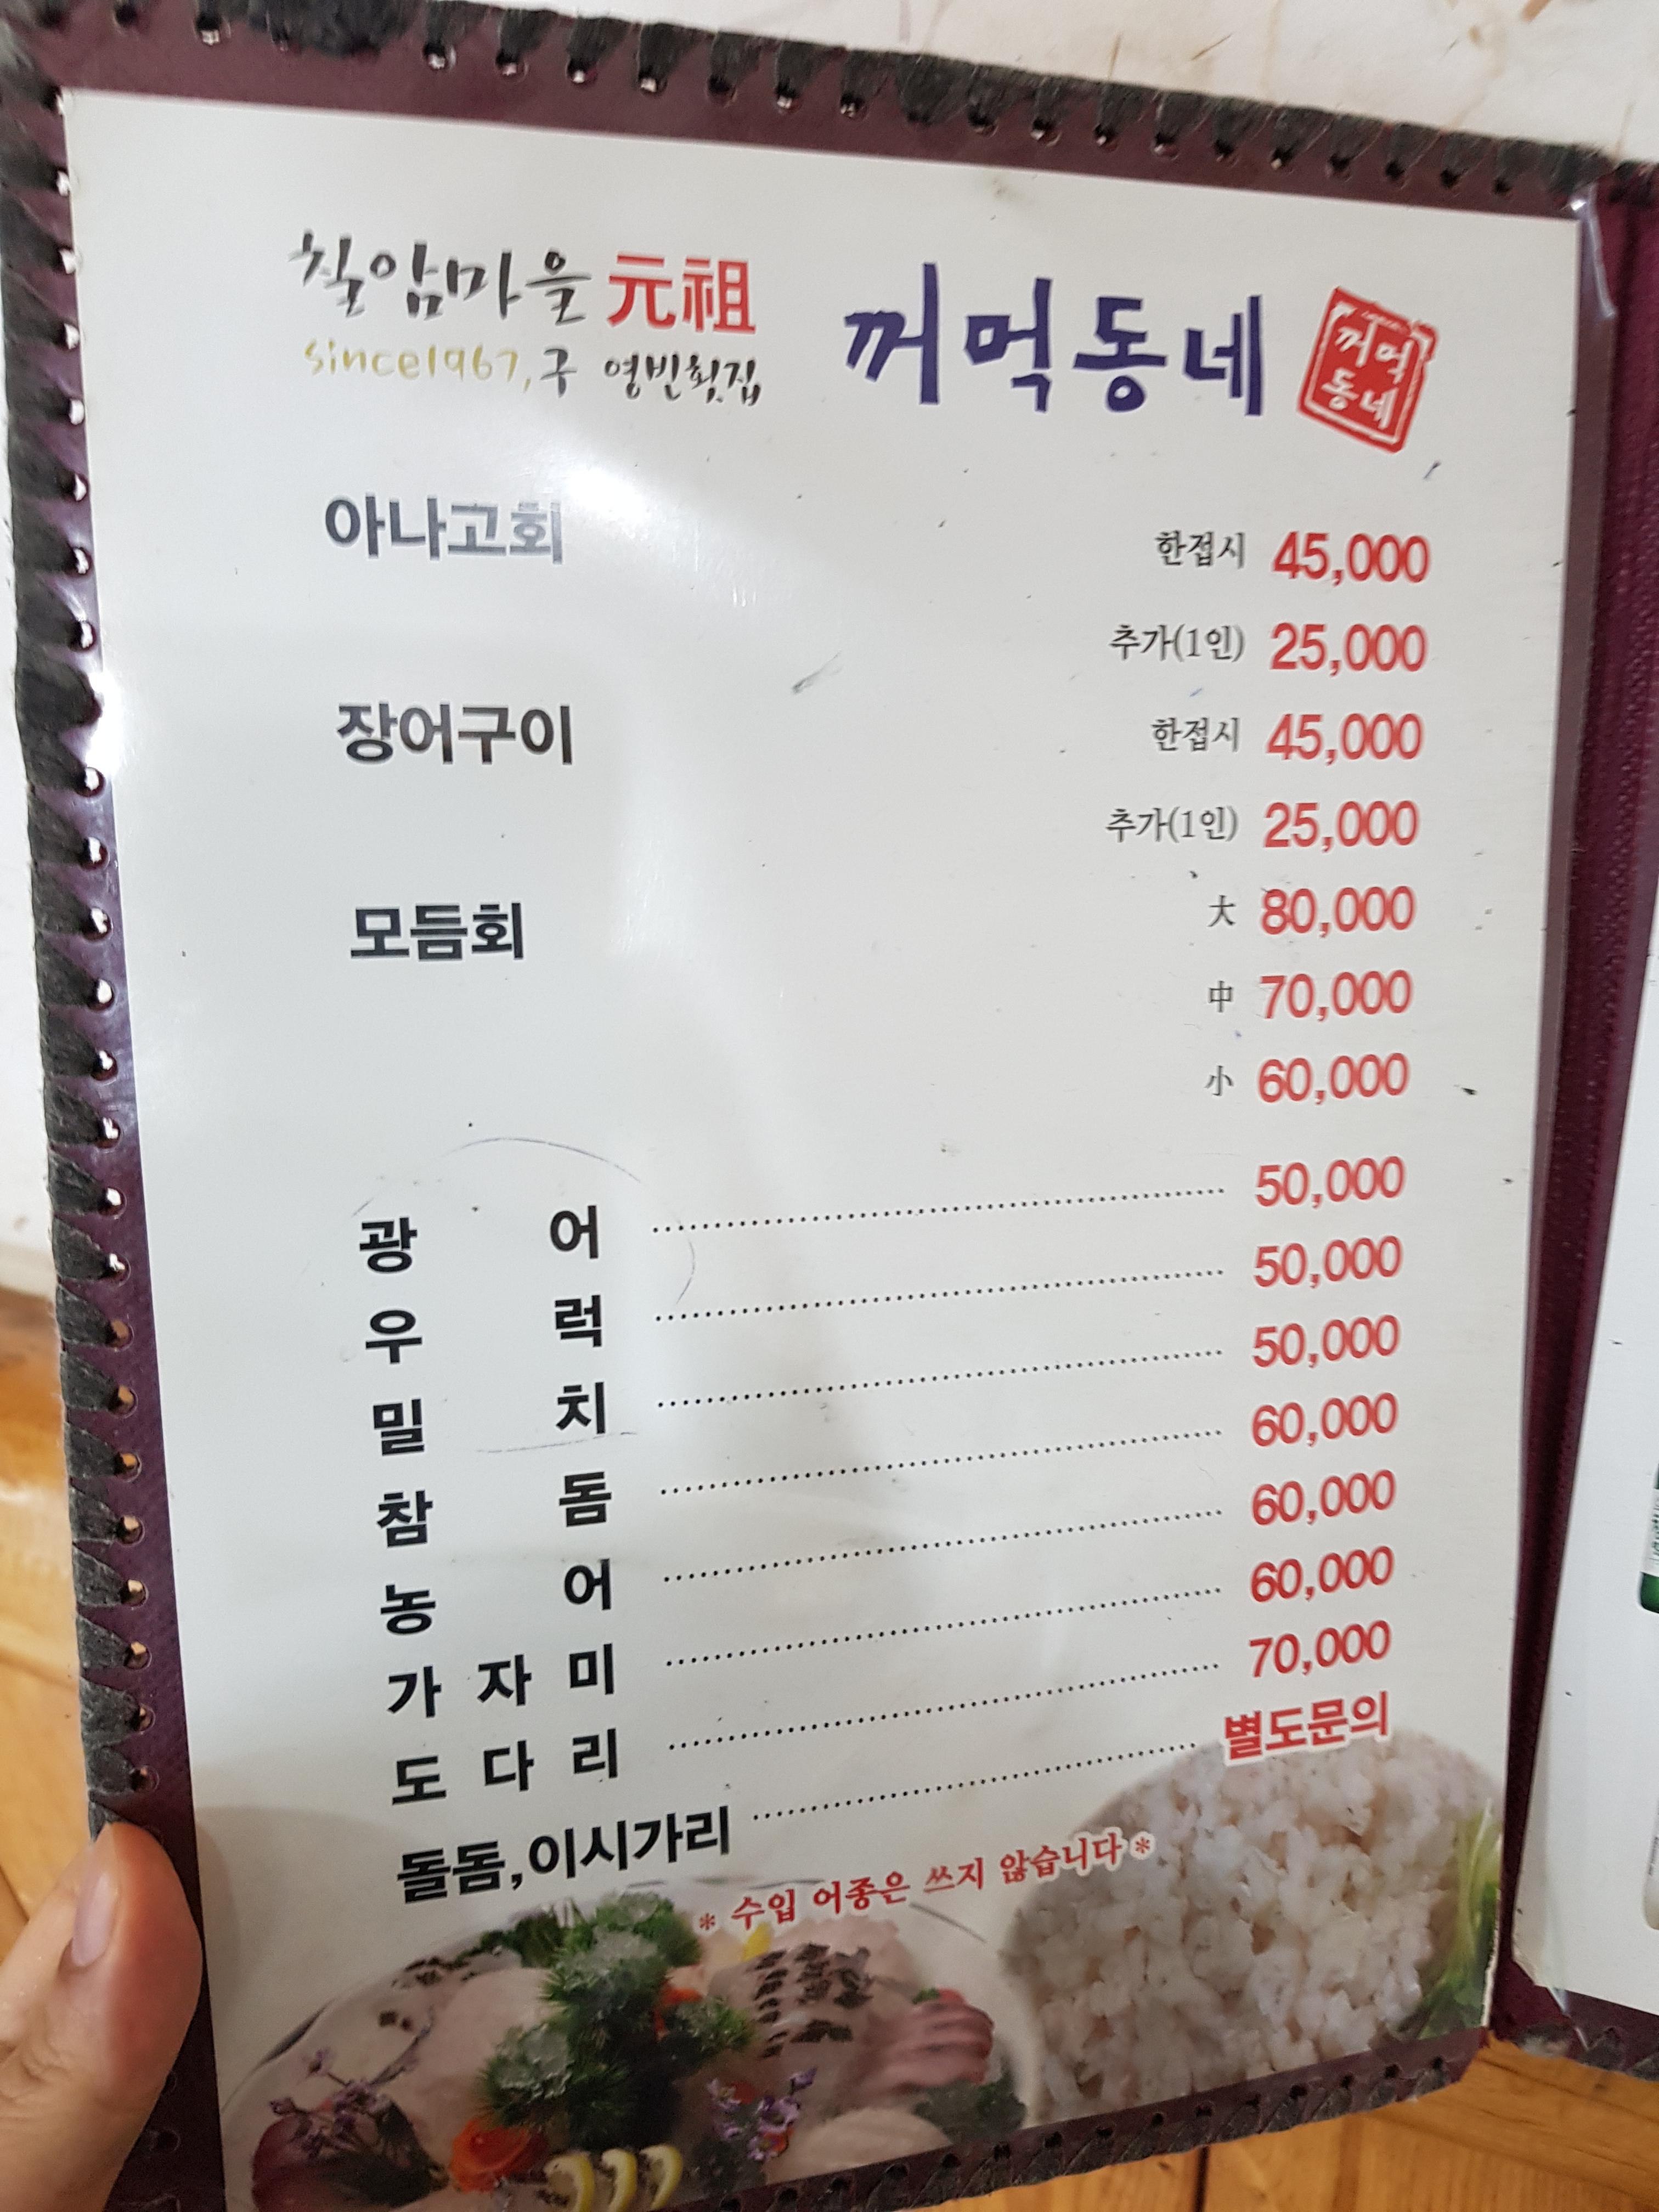 칠암마을 元祖
since1967, 구 영빈횟집
꺼먹동네
꺼먹
동네
아나고회 한접시 45,000
추가(1인) 25,000
장어구이 한접시 45,000
추가(1인) 25,000
모듬회 大 80,000
中 70,000
小 60,000
광어 50,000
우럭 50,000
밀치 50,000
참돔 60,000
농어 60,000
가자미 60,000
도다리 70,000
돌돔,이시가리 별도문의
* 수입 어종은 쓰지 않습니다 *